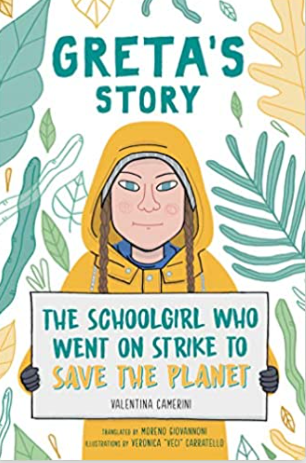 GRETA'S
STORY
THE SCHOOLGIRL WHO
WENT ON STRIKE TO
SAVE THE PLANET
VALENTINA CAMERINI
TRANSLATED BY MORENO GIOVANNONI
ILLUSTRATIONS BY VERONICA "VECI" CARRATELLO